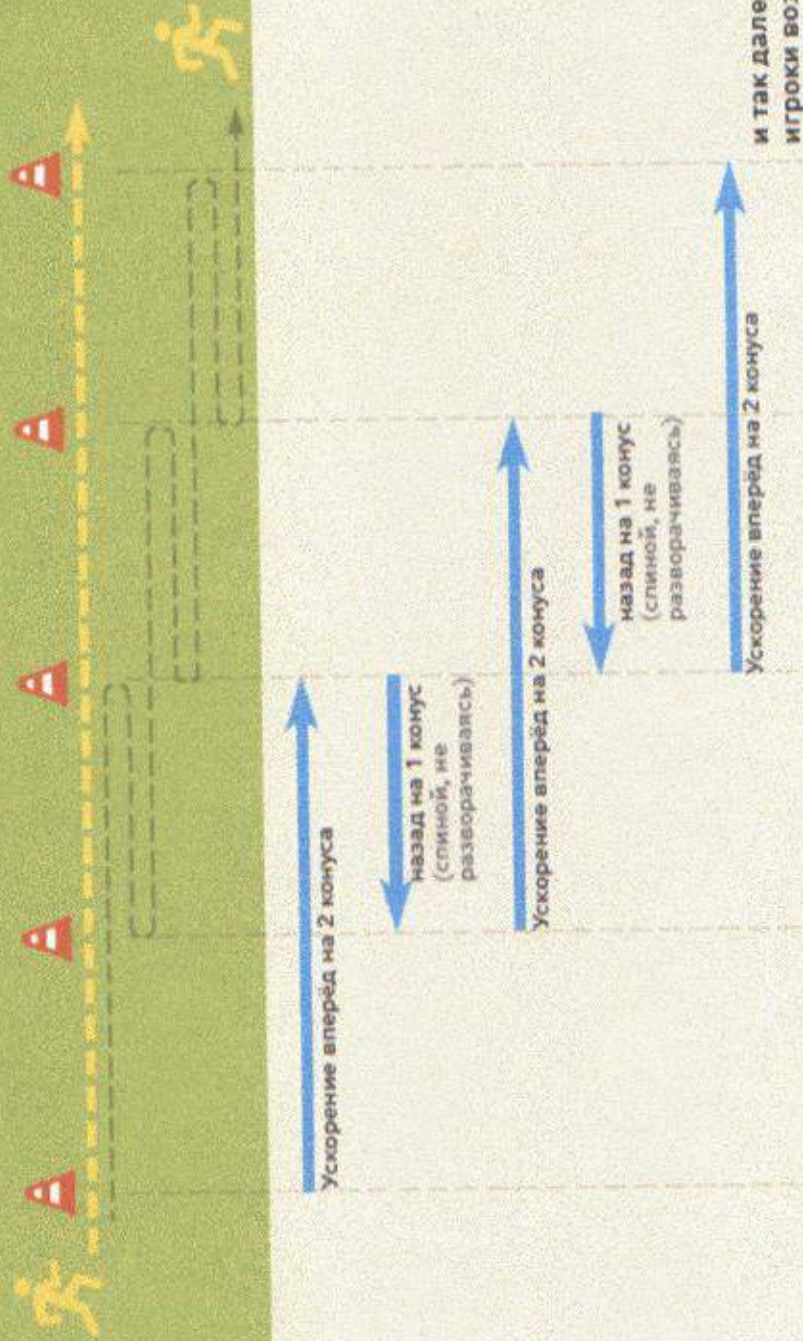 Ускорение вперёд на 2 конуса
назад на 1 конус
(спиной, не
разворачиваясь)
Ускорение вперёд на 2 конуса
назад на 1 конус
(спиной, не
разворачиваясь)
Ускорение вперёд на 2 конуса
и так дале
игроки воз